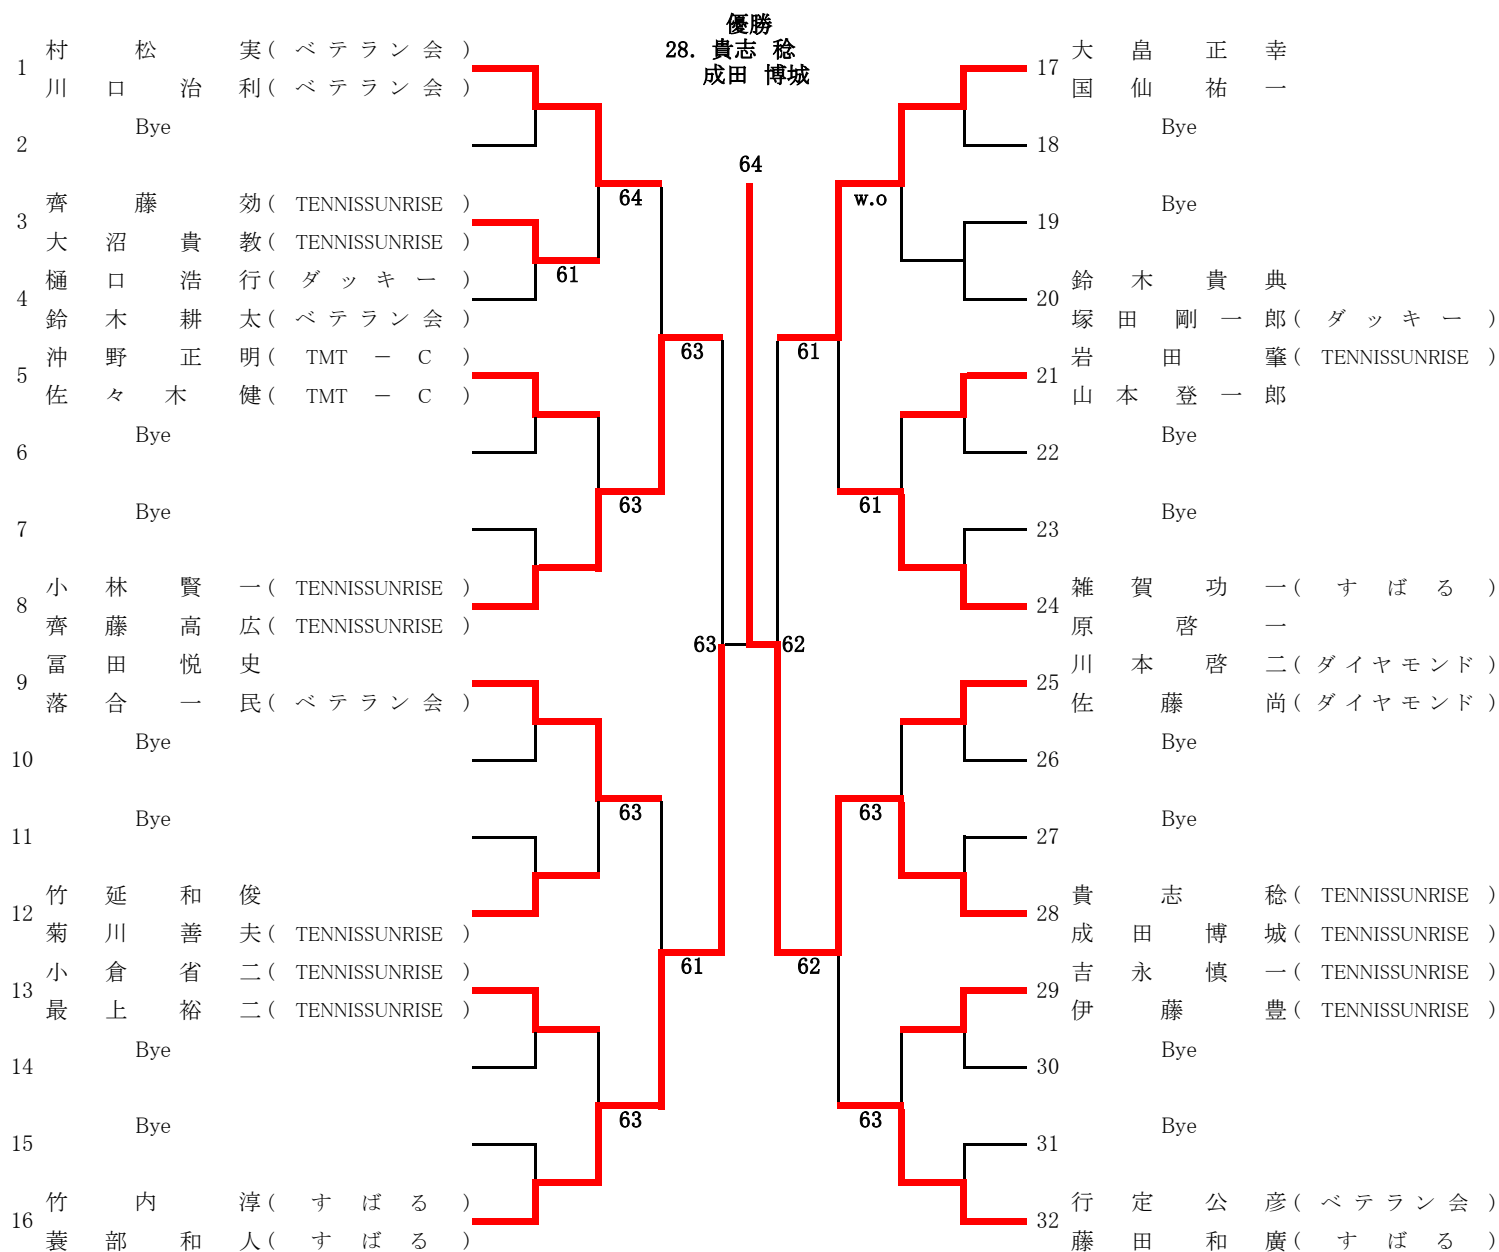 優勝
28. 貴志 稔
成田 博城
1
村松実(ベテラン会)
川口治利(ベテラン会)
2
Bye
3
齊藤効(TENNISSUNRISE)
大沼貴教(TENNISSUNRISE)
4
樋口浩行(ダッキー)
鈴木耕太(ベテラン会)
5
沖野正明(TMT－C)
佐々木健(TMT－C)
6
Bye
7
Bye
8
小林賢一(TENNISSUNRISE)
齊藤高広(TENNISSUNRISE)
9
冨田悦史
落合一民(ベテラン会)
10
Bye
11
Bye
12
竹延和俊
菊川善夫(TENNISSUNRISE)
13
小倉省二(TENNISSUNRISE)
最上裕二(TENNISSUNRISE)
14
Bye
15
Bye
16
竹内淳(すばる)
蓑部和人(すばる)
61
64
63
63
63
63
61
63
64
62
61
62
w.o
61
63
63
17
大畠正幸
国仙祐一
18
Bye
19
Bye
20
鈴木貴典
塚田剛一郎(ダッキー)
21
岩田肇(TENNISSUNRISE)
山本登一郎
22
Bye
23
Bye
24
雑賀功一(すばる)
原啓一
25
川本啓二(ダイヤモンド)
佐藤尚(ダイヤモンド)
26
Bye
27
Bye
28
貴志稔(TENNISSUNRISE)
成田博城(TENNISSUNRISE)
29
吉永慎一(TENNISSUNRISE)
伊藤豊(TENNISSUNRISE)
30
Bye
31
Bye
32
行定公彦(ベテラン会)
藤田和廣(すばる)